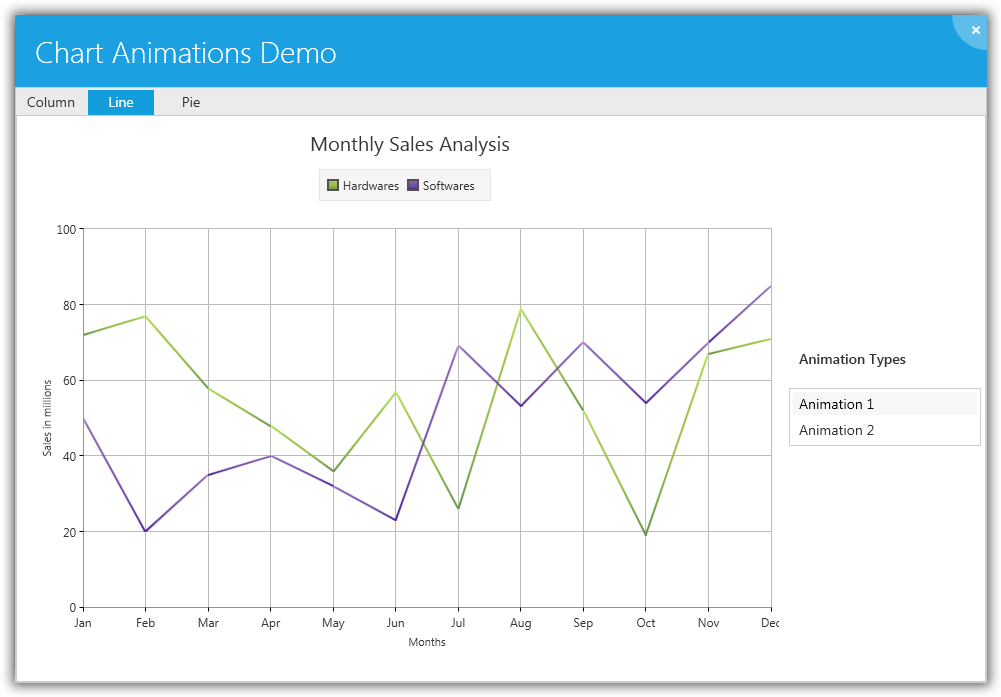 Chart Animations Demo
Column Line Pie
Monthly Sales Analysis
Hardwares Softwares
100
80
60
40
20
0
Sales in millions
Jan Feb Mar Apr May Jun Jul Aug Sep Oct Nov Dec
Months
Animation Types
Animation 1
Animation 2